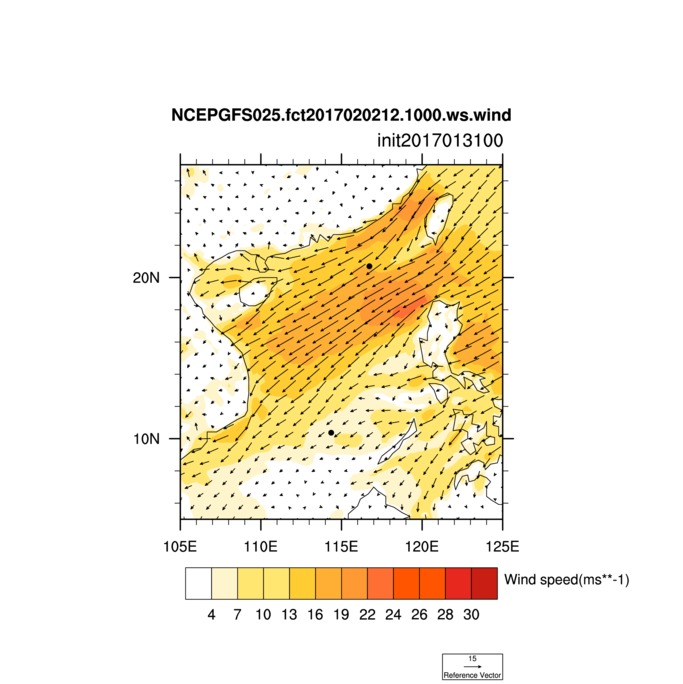 NCEPGFS025.fct2017020212.1000.ws.wind
init2017013100
20N
10N
105E 110E 115E 120E 125E
Wind speed(ms**-1)
4 7 10 13 16 19 22 24 26 28 30
15
Reference Vector